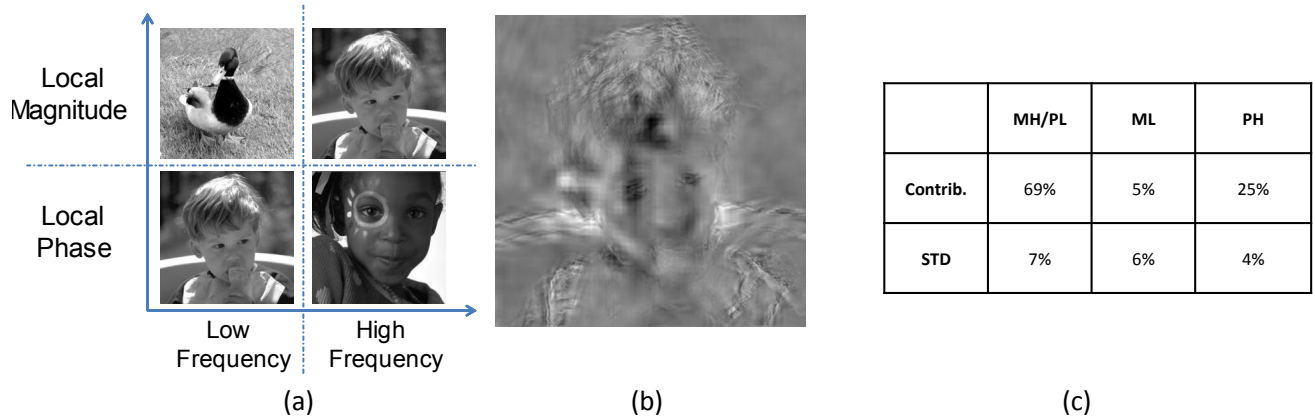 Local
Magnitude
Local
Phase
Low
Frequency
High
Frequency
(a)
(b)
MH/PL ML PH
Contrib. 69% 5% 25%
STD 7% 6% 4%
(c)